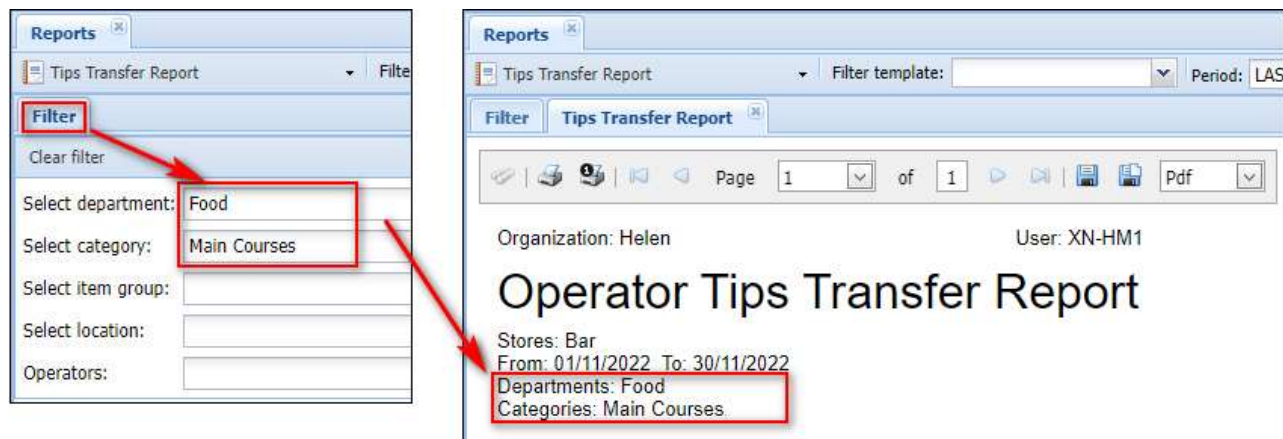 Reports
Tips Transfer Report Filte
Filter
Clear filter
Select department: Food
Select category: Main Courses
Select item group:
Select location:
Operators:
Reports
Tips Transfer Report Filter template: Period: LAS
Filter Tips Transfer Report
Page 1 of 1 Pdf
Organization: Helen User: XN-HM1
Operator Tips Transfer Report
Stores: Bar
From: 01/11/2022 To: 30/11/2022
Departments: Food
Categories: Main Courses